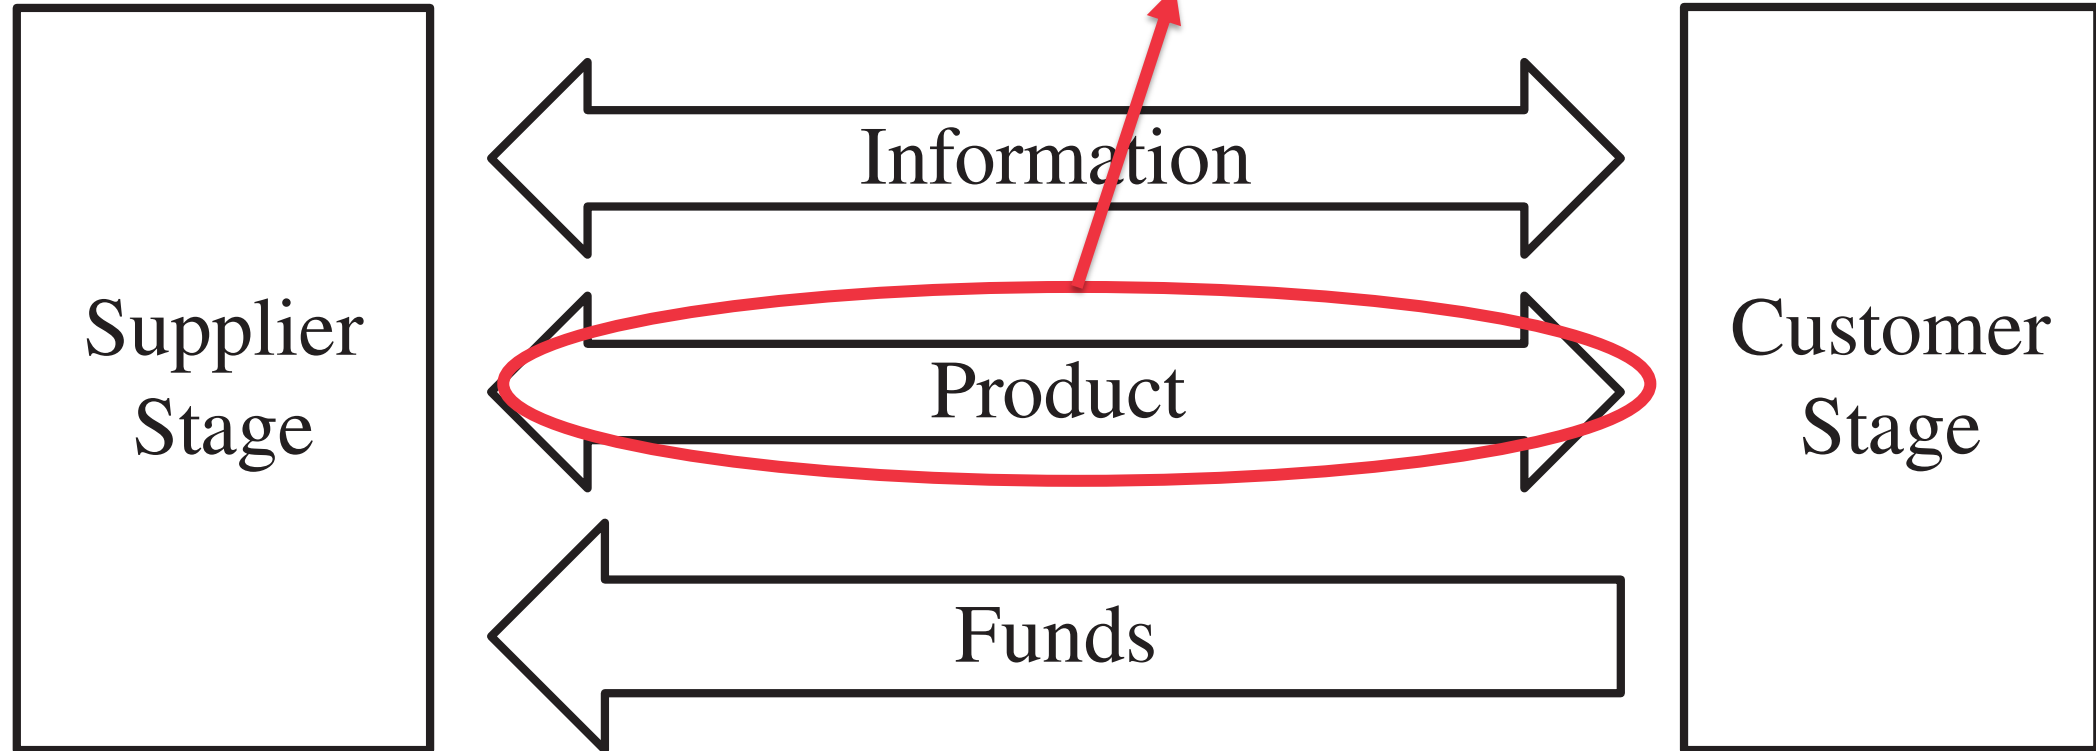 Supplier
Stage
Information
Product
Funds
Customer
Stage